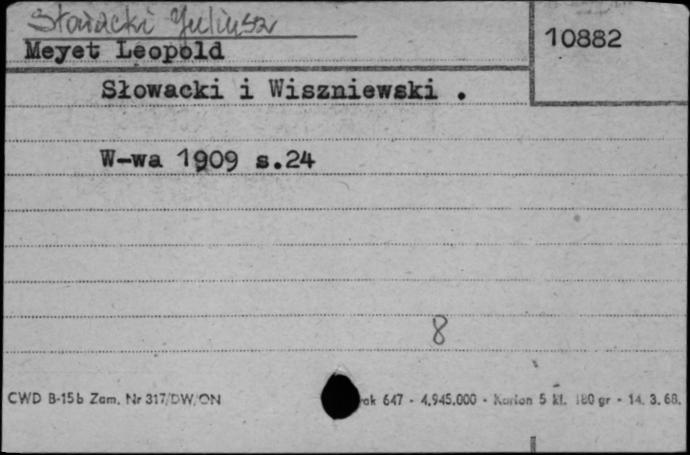 Słowacki Juliusz
Meyet Leopold
10882
Słowacki i Wiszniewski .
W-wa 1909 s.24
8
CWD B-15b Zam. Nr 317/DW/ON
647 - 4.945.000 - Karton 5 kl. 180 gr - 14. 3. 68.